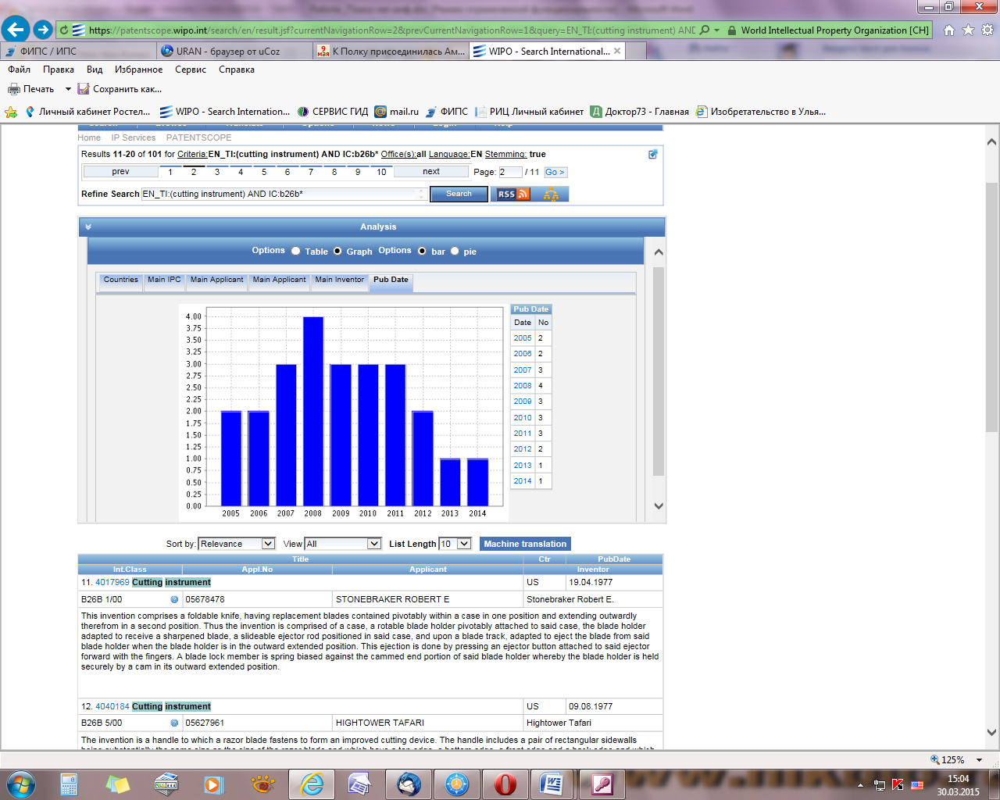 https://patentscope.wipo.int/search/en/result.jsf?currentNavigationRow=2&prevCurrentNavigationRow=1&query=EN_TI:(cutting instrument) ANI
World Intellectual Property Organization [CH]
ФИПС / ИПС
URAN - браузер от uCoz
9 мая К Полку присоединилась Ам...
WIPO - Search International...
Файл Правка Вид Избранное Сервис Справка
Печать Сохранить как...
Личный кабинет Ростел... WIPO - Search Internation... СЕРВИС ГИД mail.ru ФИПС РИЦ Личный кабинет Доктор73 - Главная Изобретательство в Улья...
Home IP Services PATENTSCOPE
Results 11-20 of 101 for Criteria:EN_TI:(cutting instrument) AND IC:b26b* Office(s):all Language:EN Stemming: true
prev 1 2 3 4 5 6 7 8 9 10 next Page: 2 / 11 Go >
Refine Search EN_TI:(cutting instrument) AND IC:b26b* Search RSS
Analysis
Options Table Graph Options bar pie
Countries Main IPC Main Applicant Main Applicant Main Inventor Pub Date
4.00
3.75
3.50
3.25
3.00
2.75
2.50
2.25
2.00
1.75
1.50
1.25
1.00
0.75
0.50
0.25
0.00
2005 2006 2007 2008 2009 2010 2011 2012 2013 2014
Pub Date
Date No
2005 2
2006 2
2007 3
2008 4
2009 3
2010 3
2011 3
2012 2
2013 1
2014 1
Sort by: Relevance View All List Length 10 Machine translation
Title Ctr PubDate
Int.Class Appl.No Applicant Inventor
11. 4017969 Cutting instrument US 19.04.1977
B26B 1/00 05678478 STONEBRAKER ROBERT E Stonebraker Robert E.
This invention comprises a foldable knife, having replacement blades contained pivotably within a case in one position and extending outwardly
therefrom in a second position. Thus the invention is comprised of a case, a rotable blade holder pivotably attached to said case, the blade holder
adapted to receive a sharpened blade, a slideable ejector rod positioned in said case, and upon a blade track, adapted to eject the blade from said
blade holder when the blade holder is in the outward extended position. This ejection is done by pressing an ejector button attached to said ejector
forward with the fingers. A blade lock member is spring biased against the cammed end portion of said blade holder whereby the blade holder is held
securely by a cam in its outward extended position.
12. 4040184 Cutting instrument US 09.08.1977
B26B 5/00 05627961 HIGHTOWER TAFARI Hightower Tafari
The invention is a handle to which a razor blade fastens to form an improved cutting device. The handle includes a pair of rectangular sidewalls
125%
15:04
30.03.2015